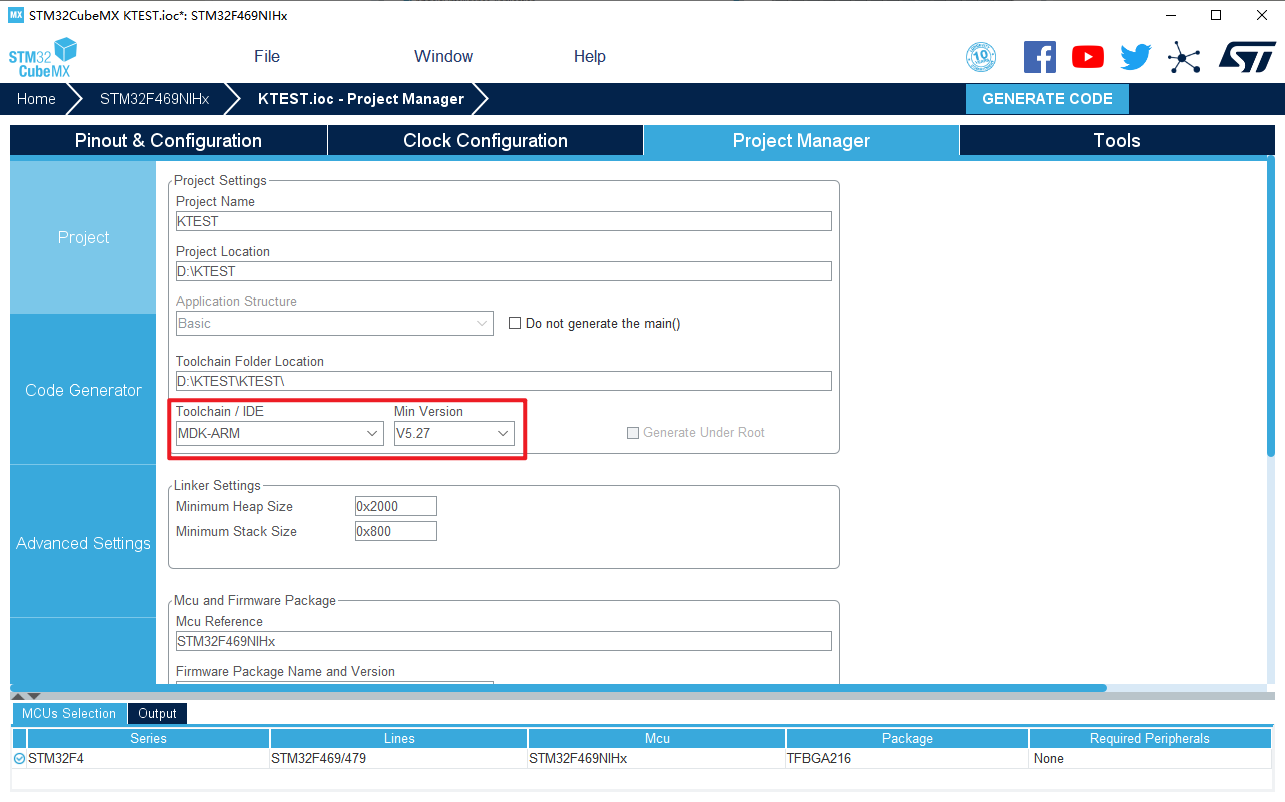 MX STM32CubeMX KTEST.ioc*: STM32F469NIHx
STM32 CubeMX
File Window Help
10
ST
Home STM32F469NIHx KTEST.ioc - Project Manager GENERATE CODE
Pinout & Configuration Clock Configuration Project Manager Tools
Project
Code Generator
Advanced Settings
Project Settings
Project Name
KTEST
Project Location
D:\KTEST
Application Structure
Basic Do not generate the main()
Toolchain Folder Location
D:\KTEST\KTEST\
Toolchain / IDE Min Version
MDK-ARM V5.27 Generate Under Root
Linker Settings
Minimum Heap Size 0x2000
Minimum Stack Size 0x800
Mcu and Firmware Package
Mcu Reference
STM32F469NIHx
Firmware Package Name and Version
MCUs Selection Output
Series Lines Mcu Package Required Peripherals
STM32F4 STM32F469/479 STM32F469NIHx TFBGA216 None